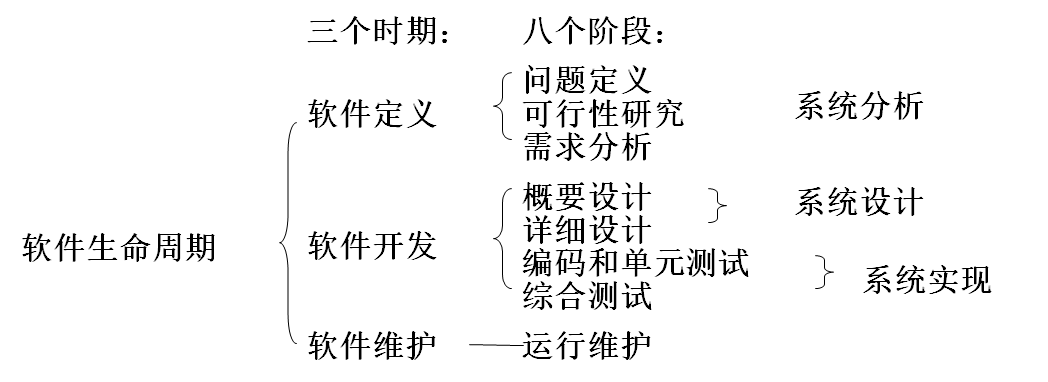 三个时期： 八个阶段：
问题定义
软件定义 可行性研究 系统分析
需求分析
概要设计 系统设计
详细设计
软件生命周期 软件开发
编码和单元测试 系统实现
综合测试
软件维护 运行维护